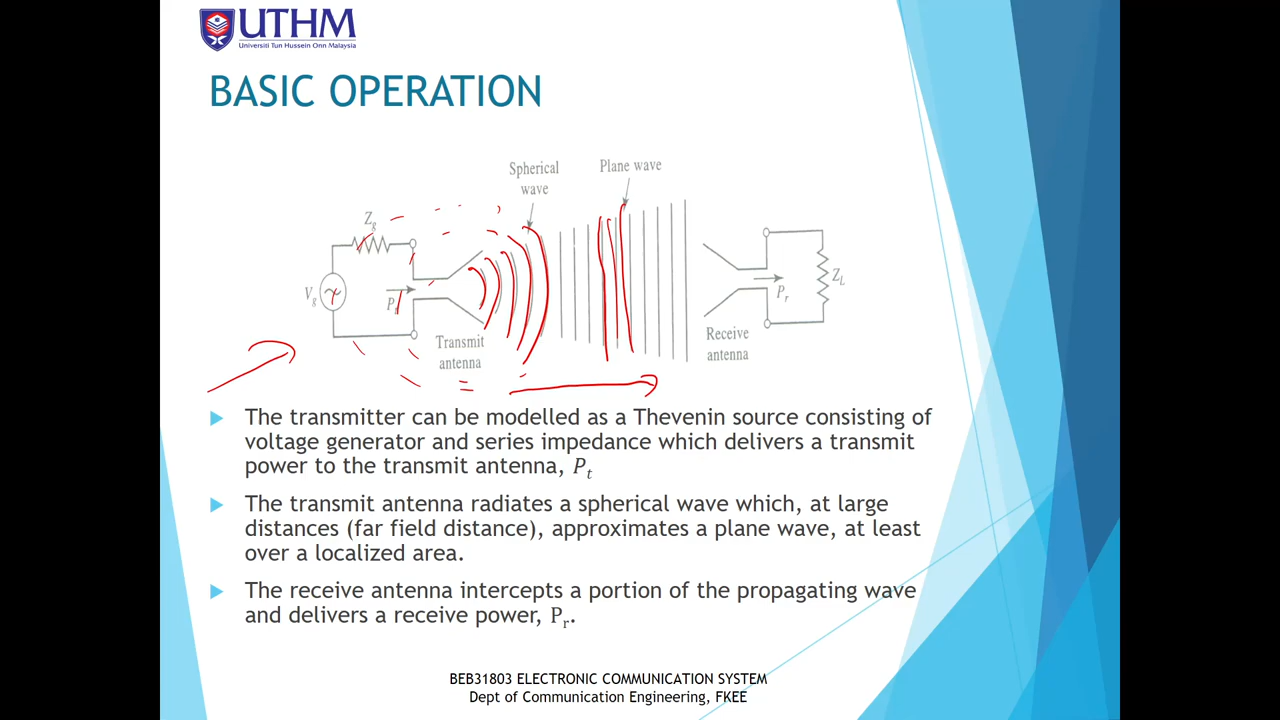 UTHM
Universiti Tun Hussein Onn Malaysia
BASIC OPERATION
Spherical
wave
Plane wave
Zg
Vg
Pt
Transmit
antenna
Receive
antenna
Pr
ZL
The transmitter can be modelled as a Thevenin source consisting of
voltage generator and series impedance which delivers a transmit
power to the transmit antenna, Pt
The transmit antenna radiates a spherical wave which, at large
distances (far field distance), approximates a plane wave, at least
over a localized area.
The receive antenna intercepts a portion of the propagating wave
and delivers a receive power, Pr.
BEB31803 ELECTRONIC COMMUNICATION SYSTEM
Dept of Communication Engineering, FKEE